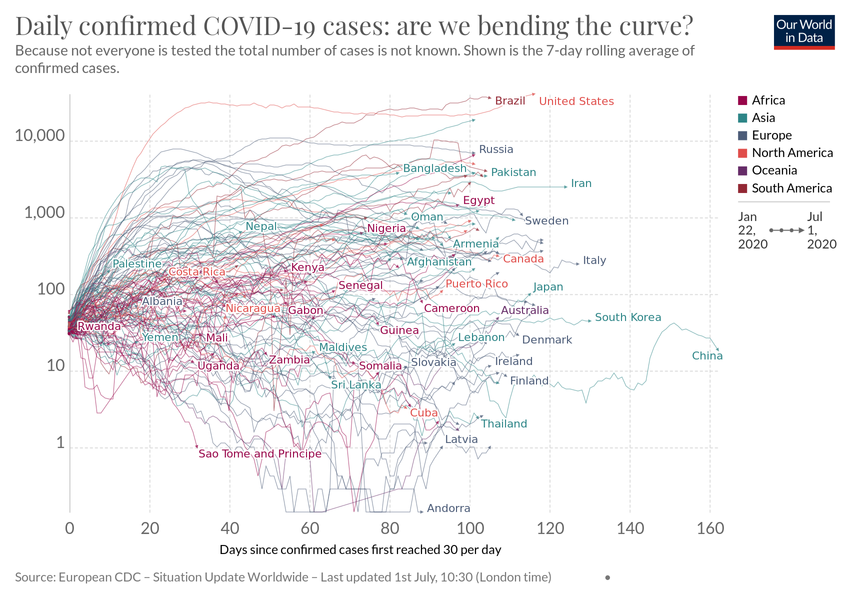 Daily confirmed COVID-19 cases: are we bending the curve?
Because not everyone is tested the total number of cases is not known. Shown is the 7-day rolling average of
confirmed cases.
Our World
in Data
Africa
Asia
Europe
North America
Oceania
South America
Jan
22,
2020
Jul
1,
2020
10,000
1,000
100
10
1
Brazil
United States
Russia
Bangladesh
Pakistan
Iran
Egypt
Oman
Sweden
Nepal
Nigeria
Armenia
Canada
Italy
Palestine
Costa Rica
Kenya
Afghanistan
Senegal
Puerto Rico
Japan
Albania
Nicaragua
Gabon
Cameroon
Australia
South Korea
Rwanda
Guinea
Yemen
Mali
Lebanon
Denmark
Maldives
China
Uganda
Zambia
Somalia
Slovakia
Ireland
Sri Lanka
Finland
Cuba
Thailand
Latvia
Sao Tome and Principe
Andorra
0
20
40
60
80
100
120
140
160
Days since confirmed cases first reached 30 per day
Source: European CDC – Situation Update Worldwide – Last updated 1st July, 10:30 (London time)